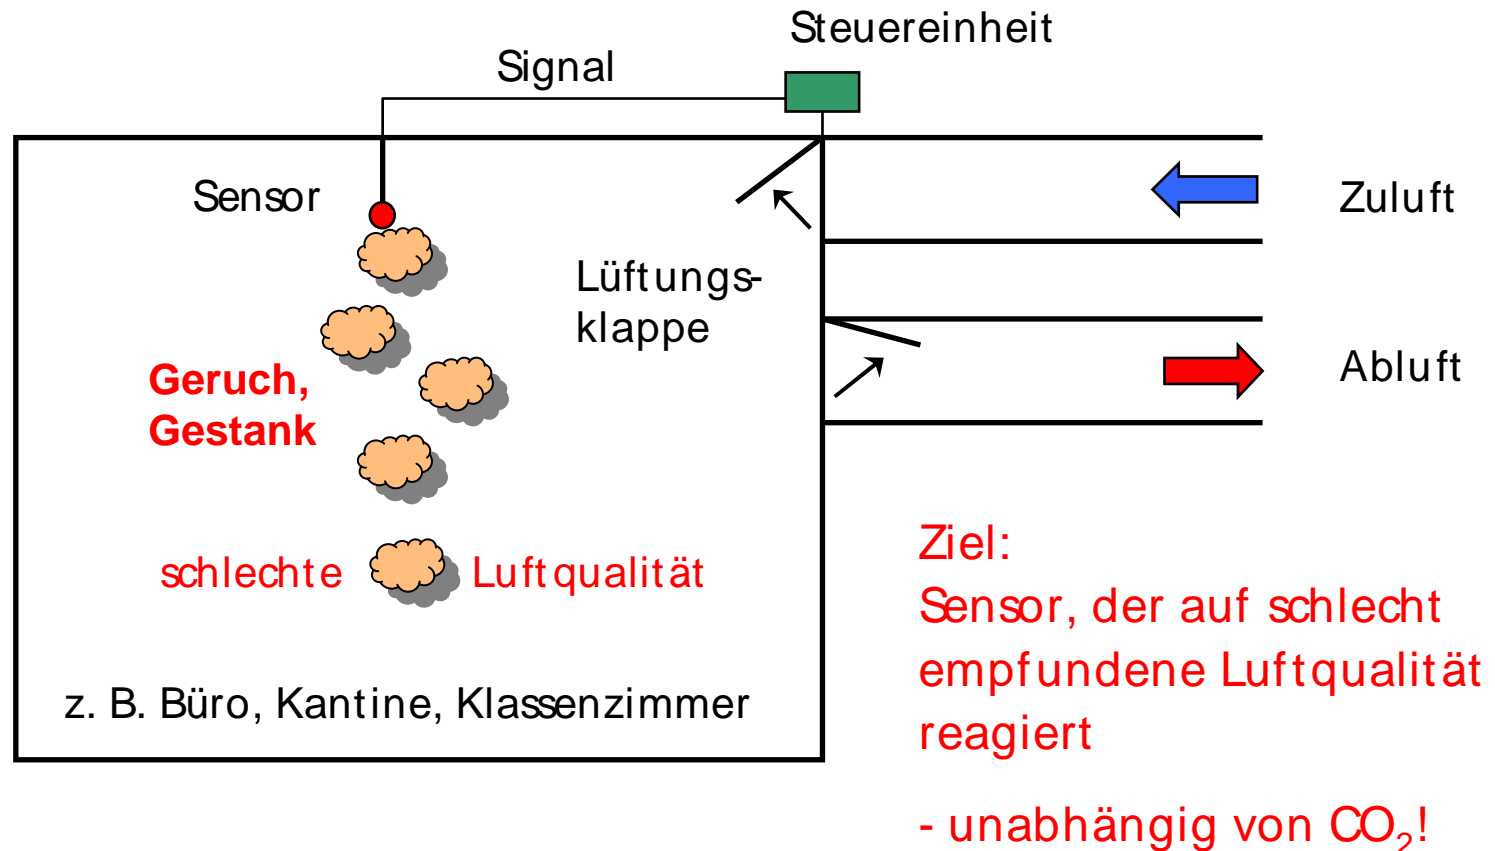 Steuereinheit
Signal
Sensor
Zuluft
Lüftungs-
klappe
Abluft
Geruch,
Gestank
schlechte Luftqualität
z. B. Büro, Kantine, Klassenzimmer
Ziel:
Sensor, der auf schlecht
empfundene Luftqualität
reagiert
- unabhängig von CO₂!